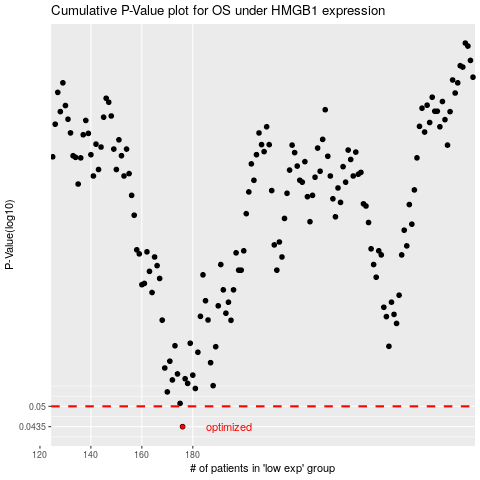 Cumulative P-Value plot for OS under HMGB1 expression
P-Value(log10)
0.05
0.0435
optimized
120 140 160 180
# of patients in 'low exp' group